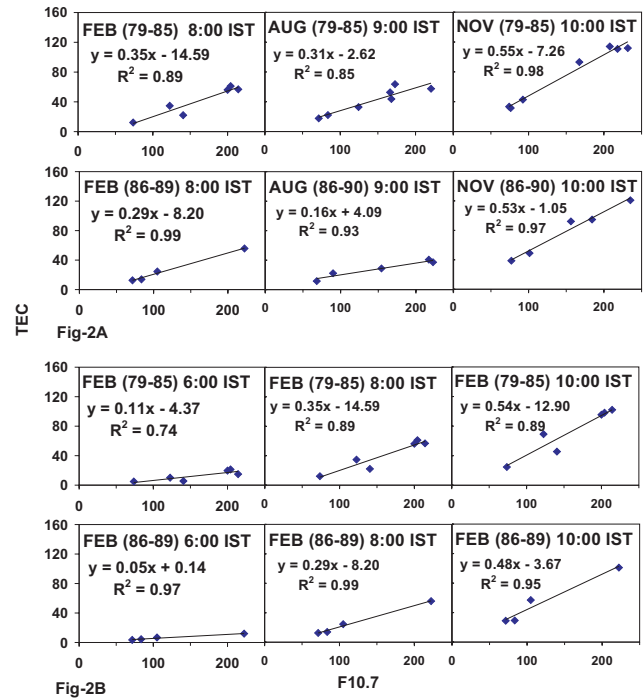 FEB (79-85) 8:00 IST
y = 0.35x - 14.59
R² = 0.89
AUG (79-85) 9:00 IST
y = 0.31x - 2.62
R² = 0.85
NOV (79-85) 10:00 IST
y = 0.55x - 7.26
R² = 0.98
160
120
80
40
0
0 100 200
0 100 200
0 100 200
FEB (86-89) 8:00 IST
y = 0.29x - 8.20
R² = 0.99
AUG (86-90) 9:00 IST
y = 0.16x + 4.09
R² = 0.93
NOV (86-90) 10:00 IST
y = 0.53x - 1.05
R² = 0.97
160
120
80
40
0
0 100 200
0 100 200
0 100 200
TEC
Fig-2A
FEB (79-85) 6:00 IST
y = 0.11x - 4.37
R² = 0.74
FEB (79-85) 8:00 IST
y = 0.35x - 14.59
R² = 0.89
FEB (79-85) 10:00 IST
y = 0.54x - 12.90
R² = 0.89
160
120
80
40
0
0 100 200
0 100 200
0 100 200
FEB (86-89) 6:00 IST
y = 0.05x + 0.14
R² = 0.97
FEB (86-89) 8:00 IST
y = 0.29x - 8.20
R² = 0.99
FEB (86-89) 10:00 IST
y = 0.48x - 3.67
R² = 0.95
160
120
80
40
0
0 100 200
0 100 200
0 100 200
Fig-2B
F10.7